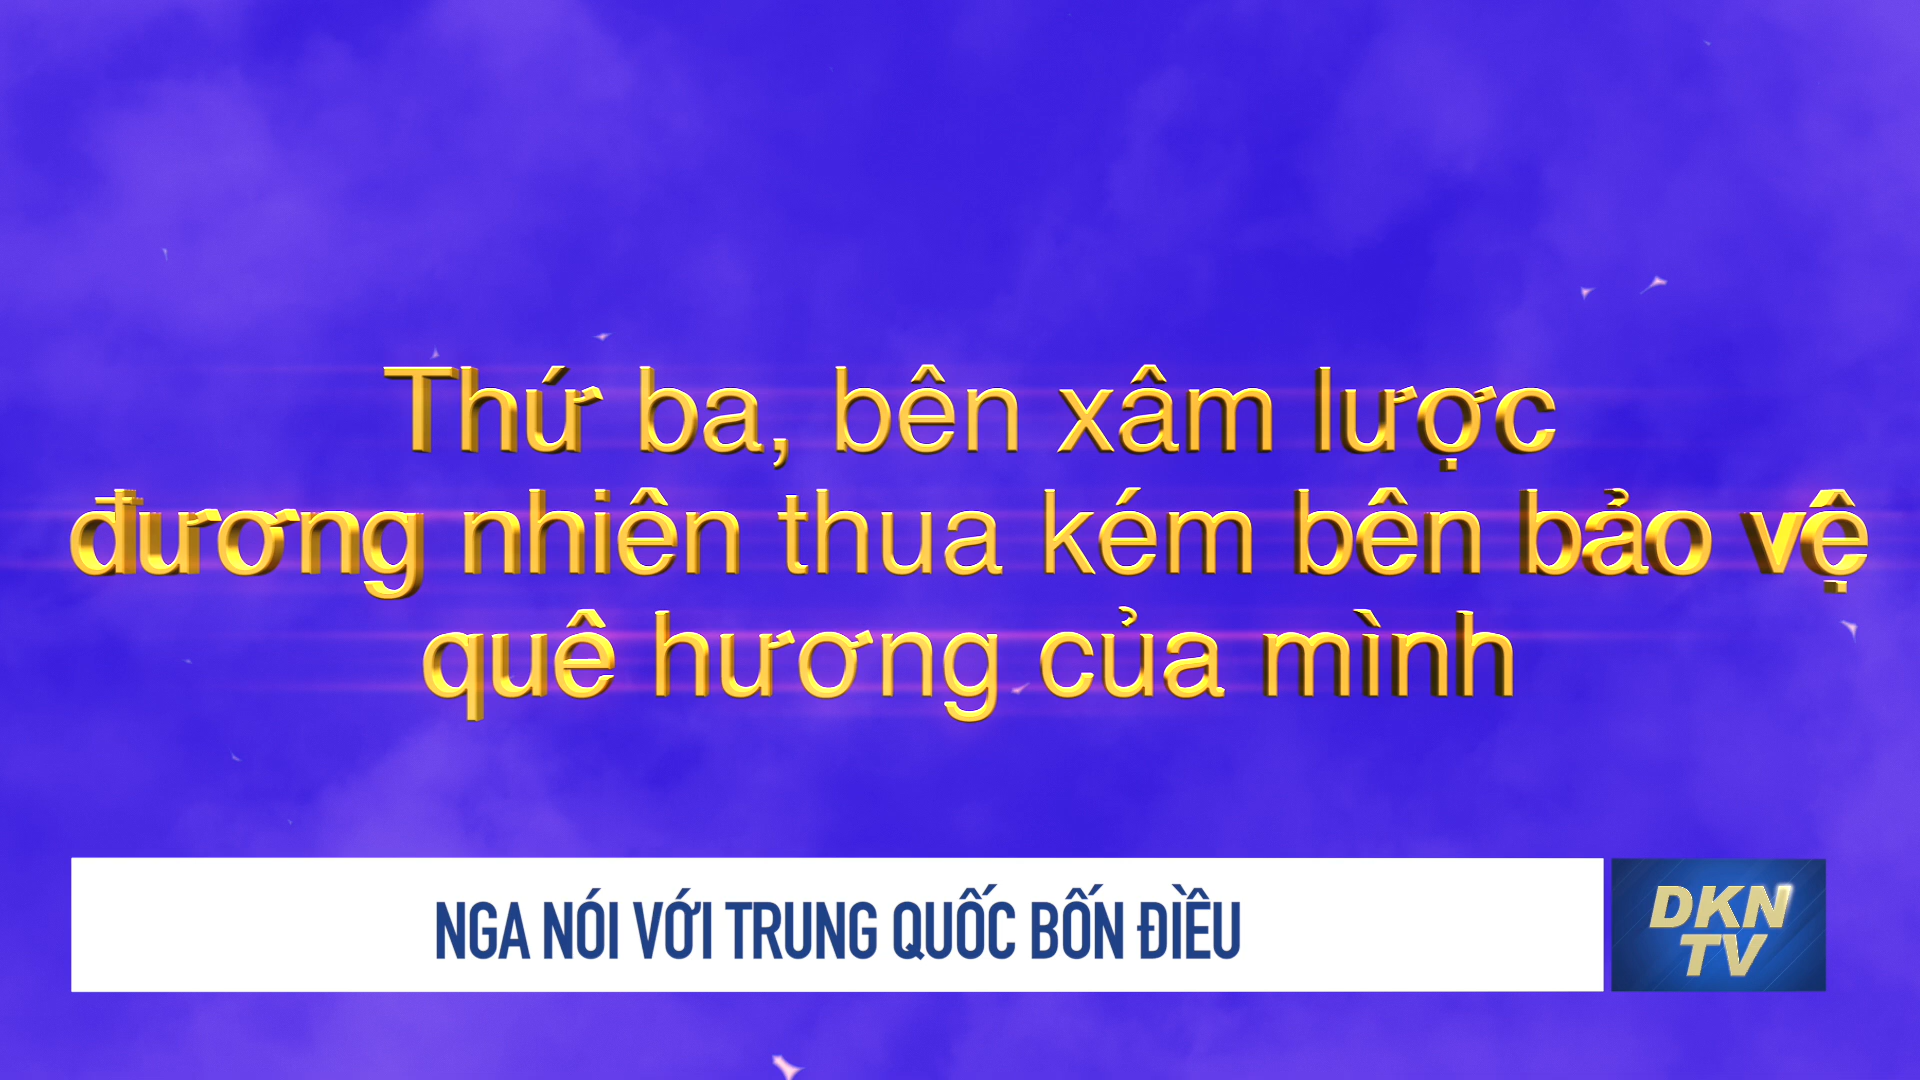 Thứ ba, bên xâm lược
đương nhiên thua kém bên bảo vệ
quê hương của mình
NGA NÓI VỚI TRUNG QUỐC BỐN ĐIỀU
DKN
TV